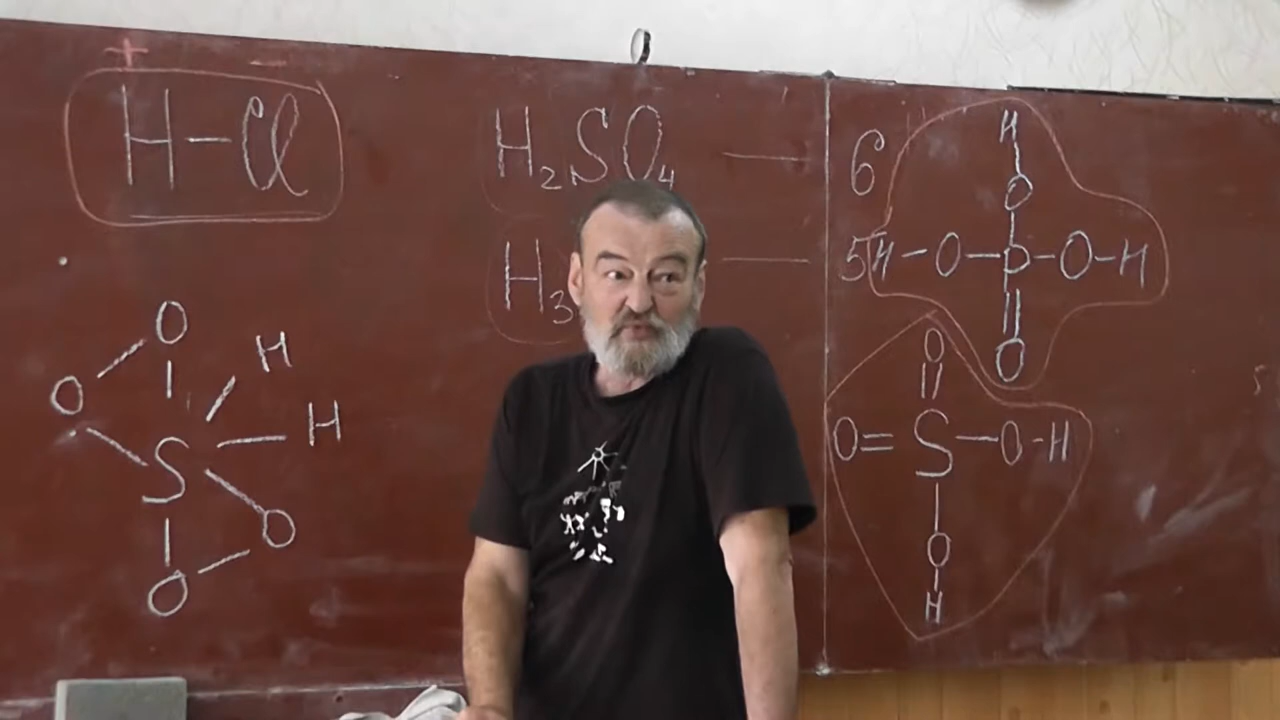 + -
H-Cl
H₂SO₄ — 6
H₃ — 5
H
O
H-O-P-O-H
O
O
O=S-O-H
O
H
O H
O H
S
O
O